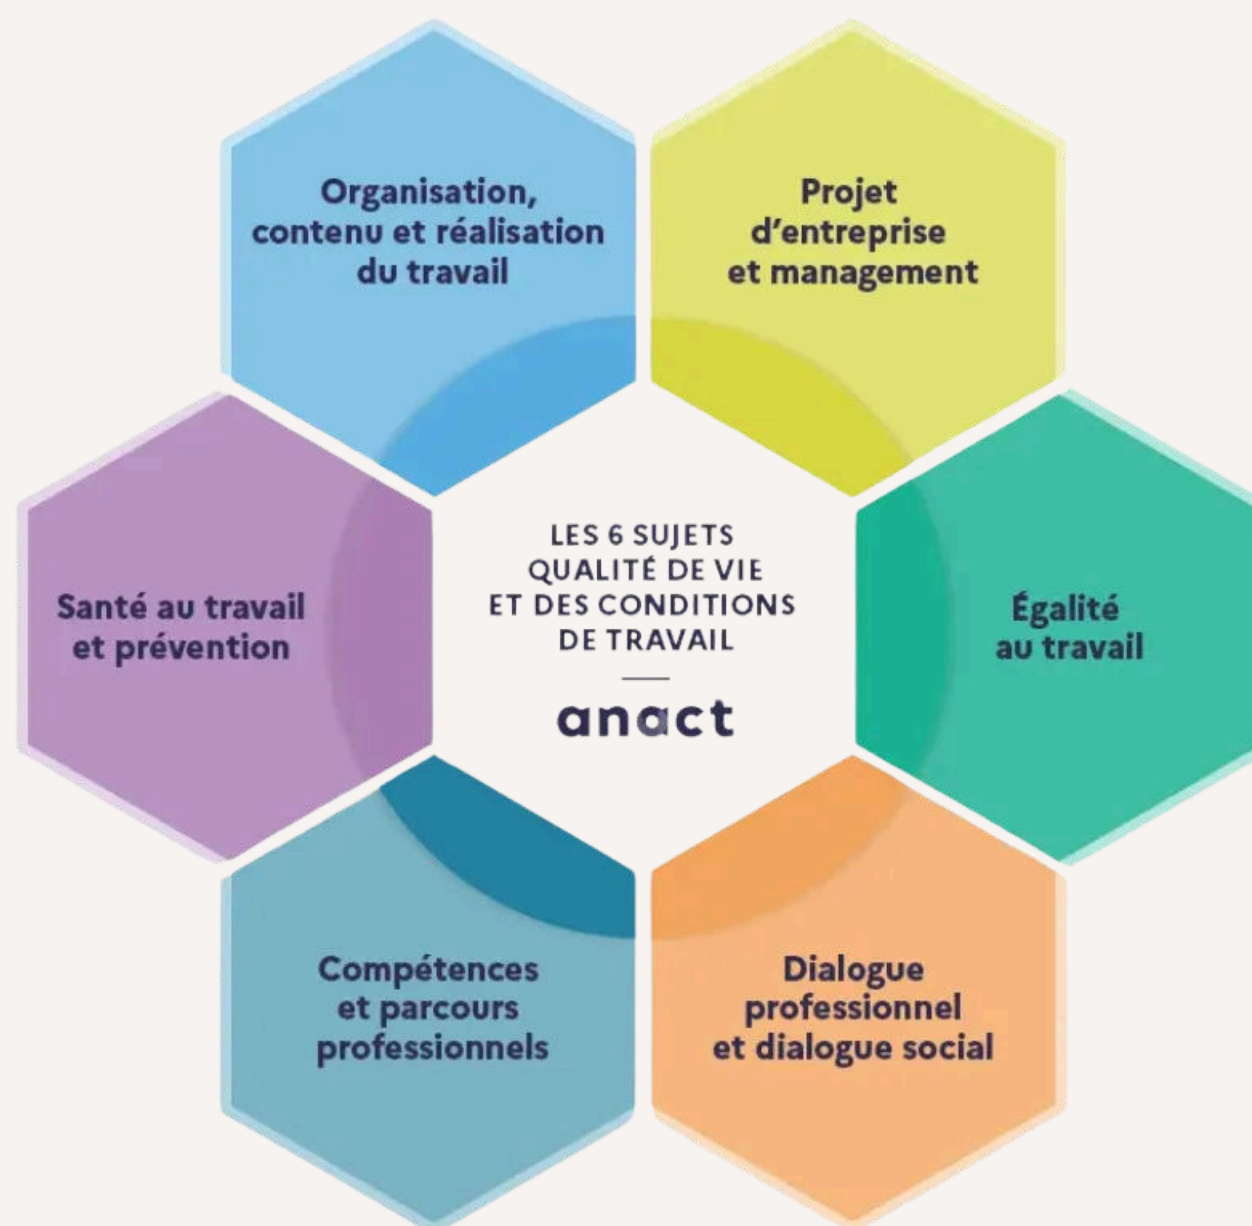 Organisation,
contenu et réalisation
du travail
Projet
d’entreprise
et management
Santé au travail
et prévention
LES 6 SUJETS
QUALITÉ DE VIE
ET DES CONDITIONS
DE TRAVAIL
anact
Égalité
au travail
Compétences
et parcours
professionnels
Dialogue
professionnel
et dialogue social